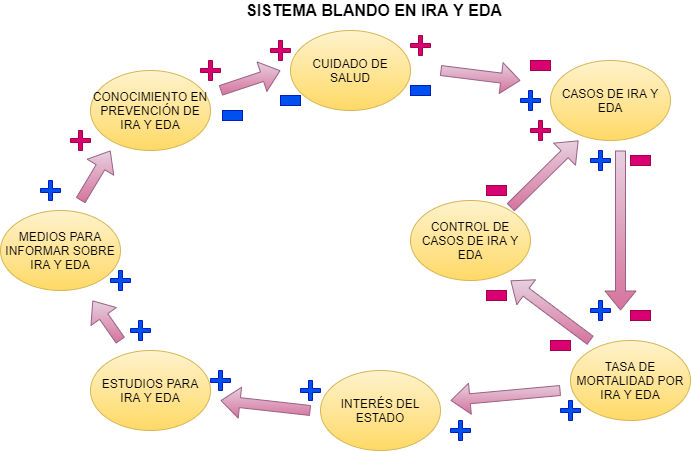 SISTEMA BLANDO EN IRA Y EDA
CUIDADO DE
SALUD
CONOCIMIENTO EN
PREVENCIÓN DE
IRA Y EDA
CASOS DE IRA Y
EDA
MEDIOS PARA
INFORMAR SOBRE
IRA Y EDA
CONTROL DE
CASOS DE IRA Y
EDA
ESTUDIOS PARA
IRA Y EDA
INTERÉS DEL
ESTADO
TASA DE
MORTALIDAD POR
IRA Y EDA